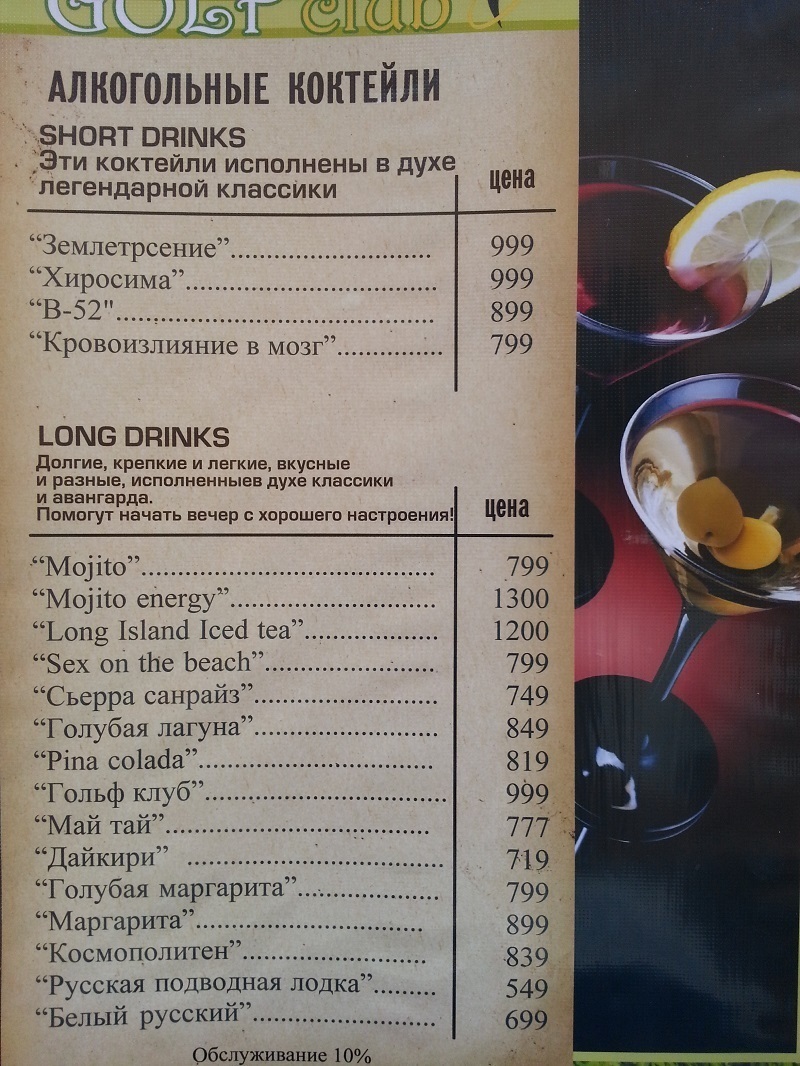 GOLF club
АЛКОГОЛЬНЫЕ КОКТЕЙЛИ
SHORT DRINKS
Эти коктейли исполнены в духе
легендарной классики
цена
“Землетрсение”.............................. 999
“Хиросима”..................................... 999
“В-52"............................................... 899
“Кровоизлияние в мозг”............... 799
LONG DRINKS
Долгие, крепкие и легкие, вкусные
и разные, исполненныев духе классики
и авангарда.
Помогут начать вечер с хорошего настроения!
цена
“Mojito”........................................... 799
“Mojito energy”.............................. 1300
“Long Island Iced tea”................... 1200
“Sex on the beach”........................ 799
“Сьерра санрайз”.......................... 749
“Голубая лагуна”.......................... 849
“Pina colada”................................. 819
“Гольф клуб”.................................. 999
“Май тай”...................................... 777
“Дайкири” .................................... 719
“Голубая маргарита”.................... 799
“Маргарита”................................. 899
“Космополитен”.......................... 839
“Русская подводная лодка”......... 549
“Белый русский”.......................... 699
Обслуживание 10%